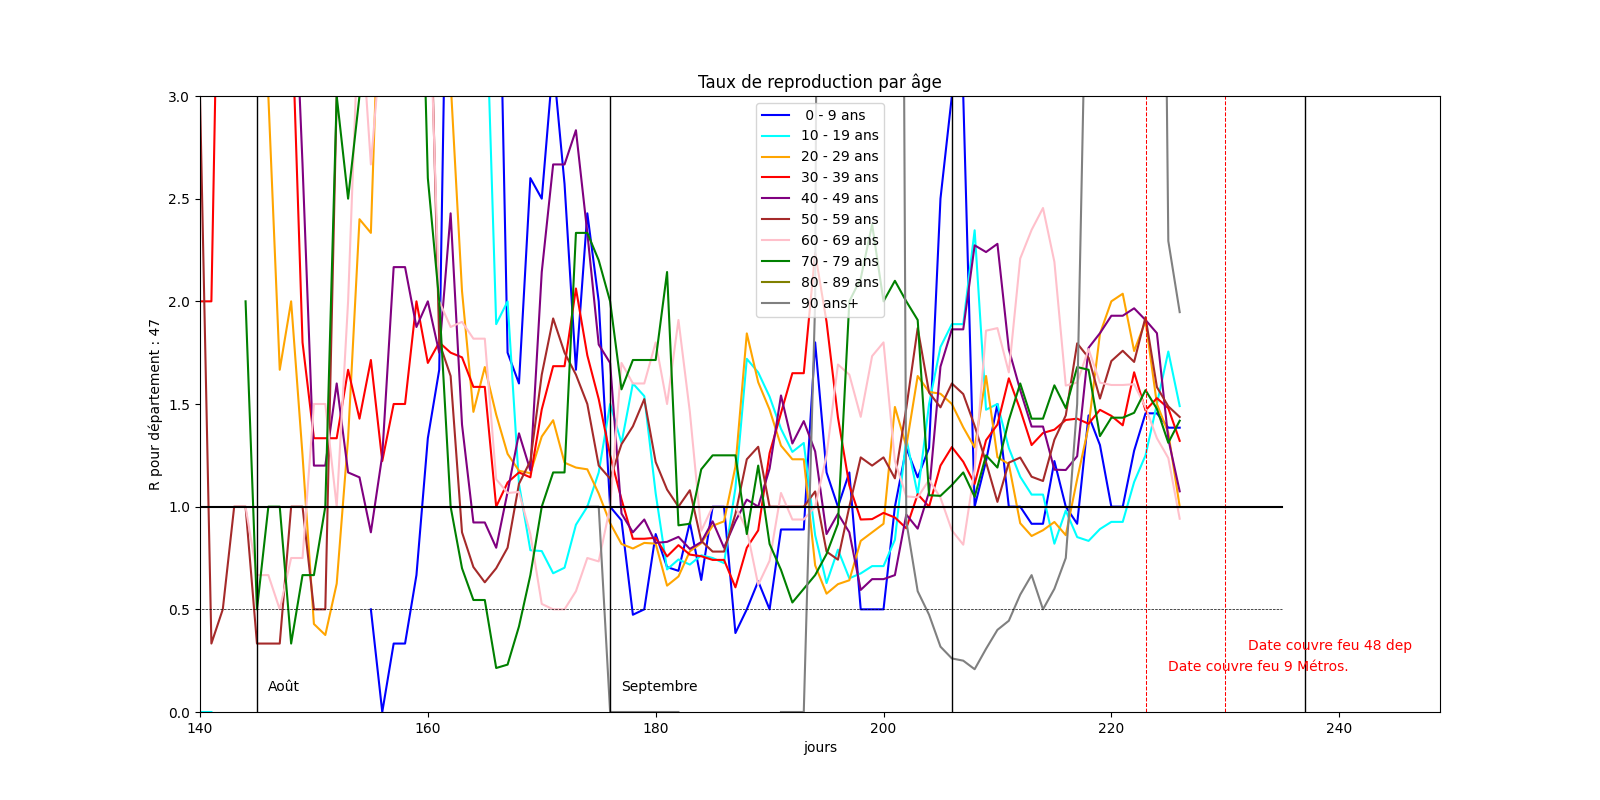 Taux de reproduction par âge
R pour département : 47
3.0
2.5
2.0
1.5
1.0
0.5
0.0
0 - 9 ans
10 - 19 ans
20 - 29 ans
30 - 39 ans
40 - 49 ans
50 - 59 ans
60 - 69 ans
70 - 79 ans
80 - 89 ans
90 ans+
Date couvre feu 48 dep
Date couvre feu 9 Métros.
Août
Septembre
140
160
180
200
220
240
jours